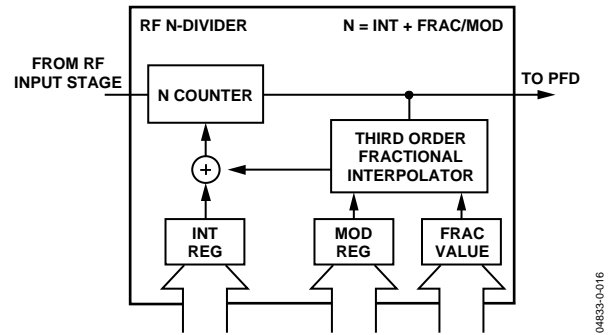 RF N-DIVIDER
N = INT + FRAC/MOD
FROM RF
INPUT STAGE
N COUNTER
TO PFD
THIRD ORDER
FRACTIONAL
INTERPOLATOR
+
INT
REG
MOD
REG
FRAC
VALUE
04833-0-016